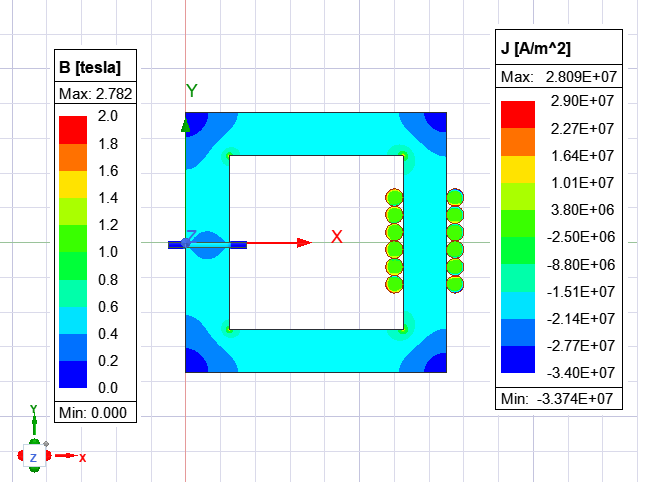 B [tesla]
Max: 2.782
2.0
1.8
1.6
1.4
1.2
1.0
0.8
0.6
0.4
0.2
0.0
Min: 0.000
Y
Z
X
J [A/m^2]
Max: 2.809E+07
2.90E+07
2.27E+07
1.64E+07
1.01E+07
3.80E+06
-2.50E+06
-8.80E+06
-1.51E+07
-2.14E+07
-2.77E+07
-3.40E+07
Min: -3.374E+07
Y
Z
X